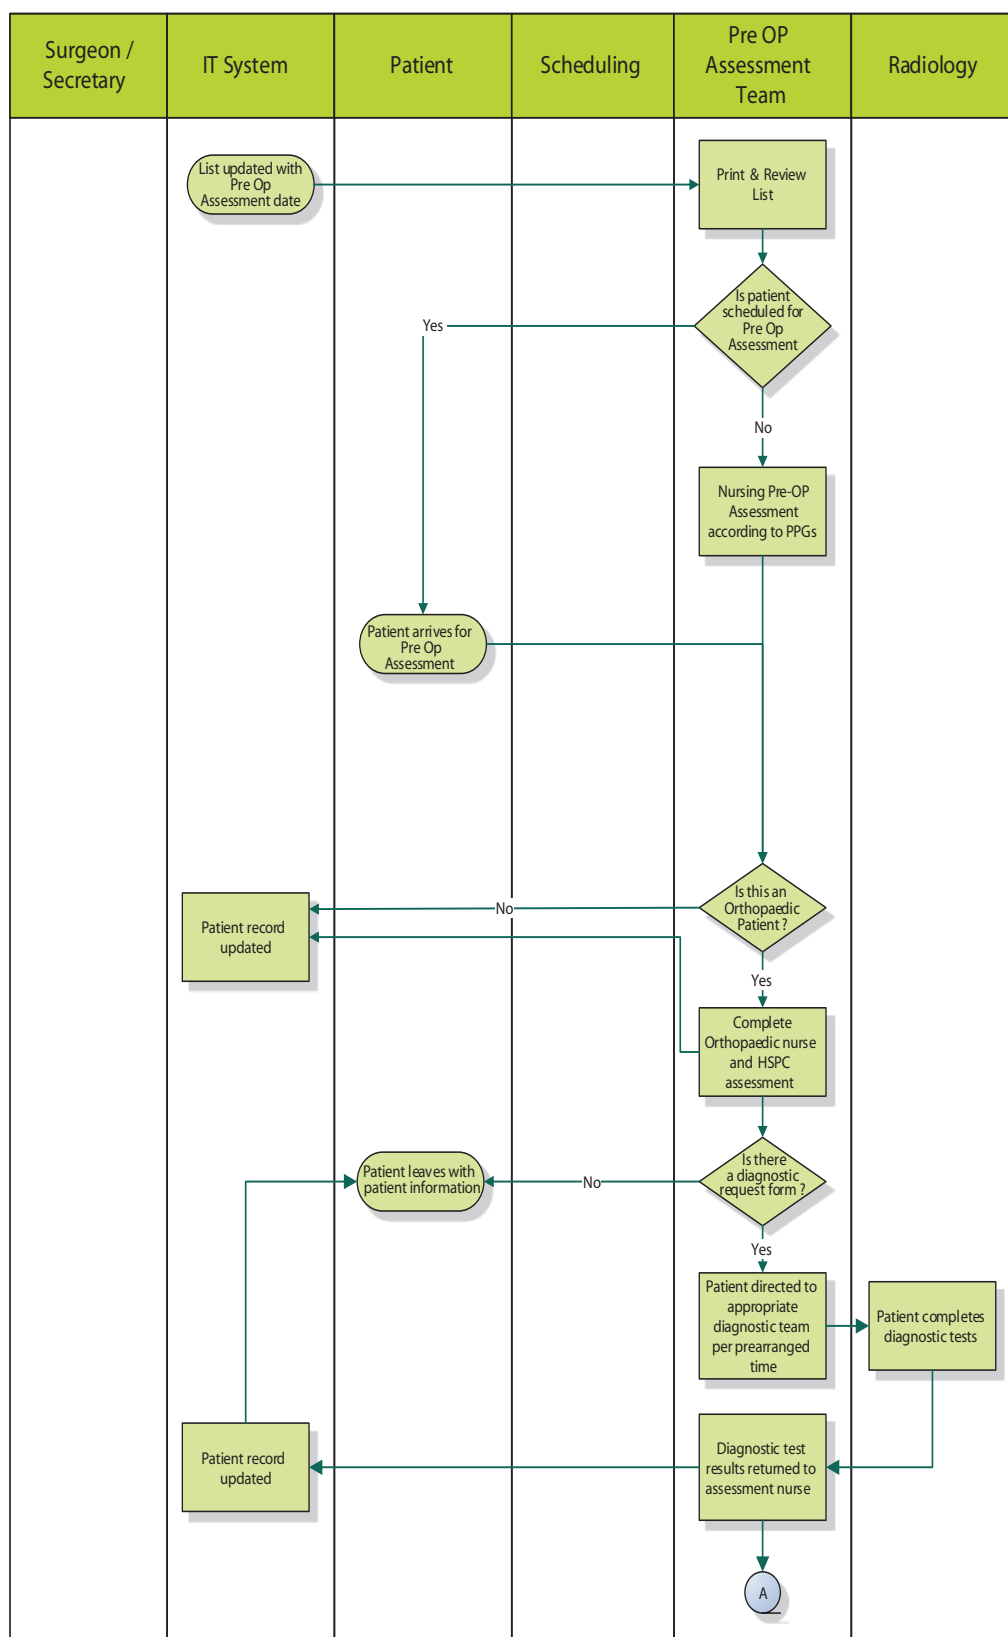 Surgeon /
Secretary
IT System
Patient
Scheduling
Pre OP
Assessment
Team
Radiology
List updated with
Pre Op
Assessment date
Print & Review
List
Is patient
scheduled for
Pre Op
Assessment
Yes
No
Nursing Pre-OP
Assessment
according to PPGs
Patient arrives for
Pre Op
Assessment
Is this an
Orthopaedic
Patient ?
No
Patient record
updated
Yes
Complete
Orthopaedic nurse
and HSPC
assessment
Is there
a diagnostic
request form ?
No
Patient leaves with
patient information
Yes
Patient directed to
appropriate
diagnostic team
per prearranged
time
Patient completes
diagnostic tests
Diagnostic test
results returned to
assessment nurse
Patient record
updated
A